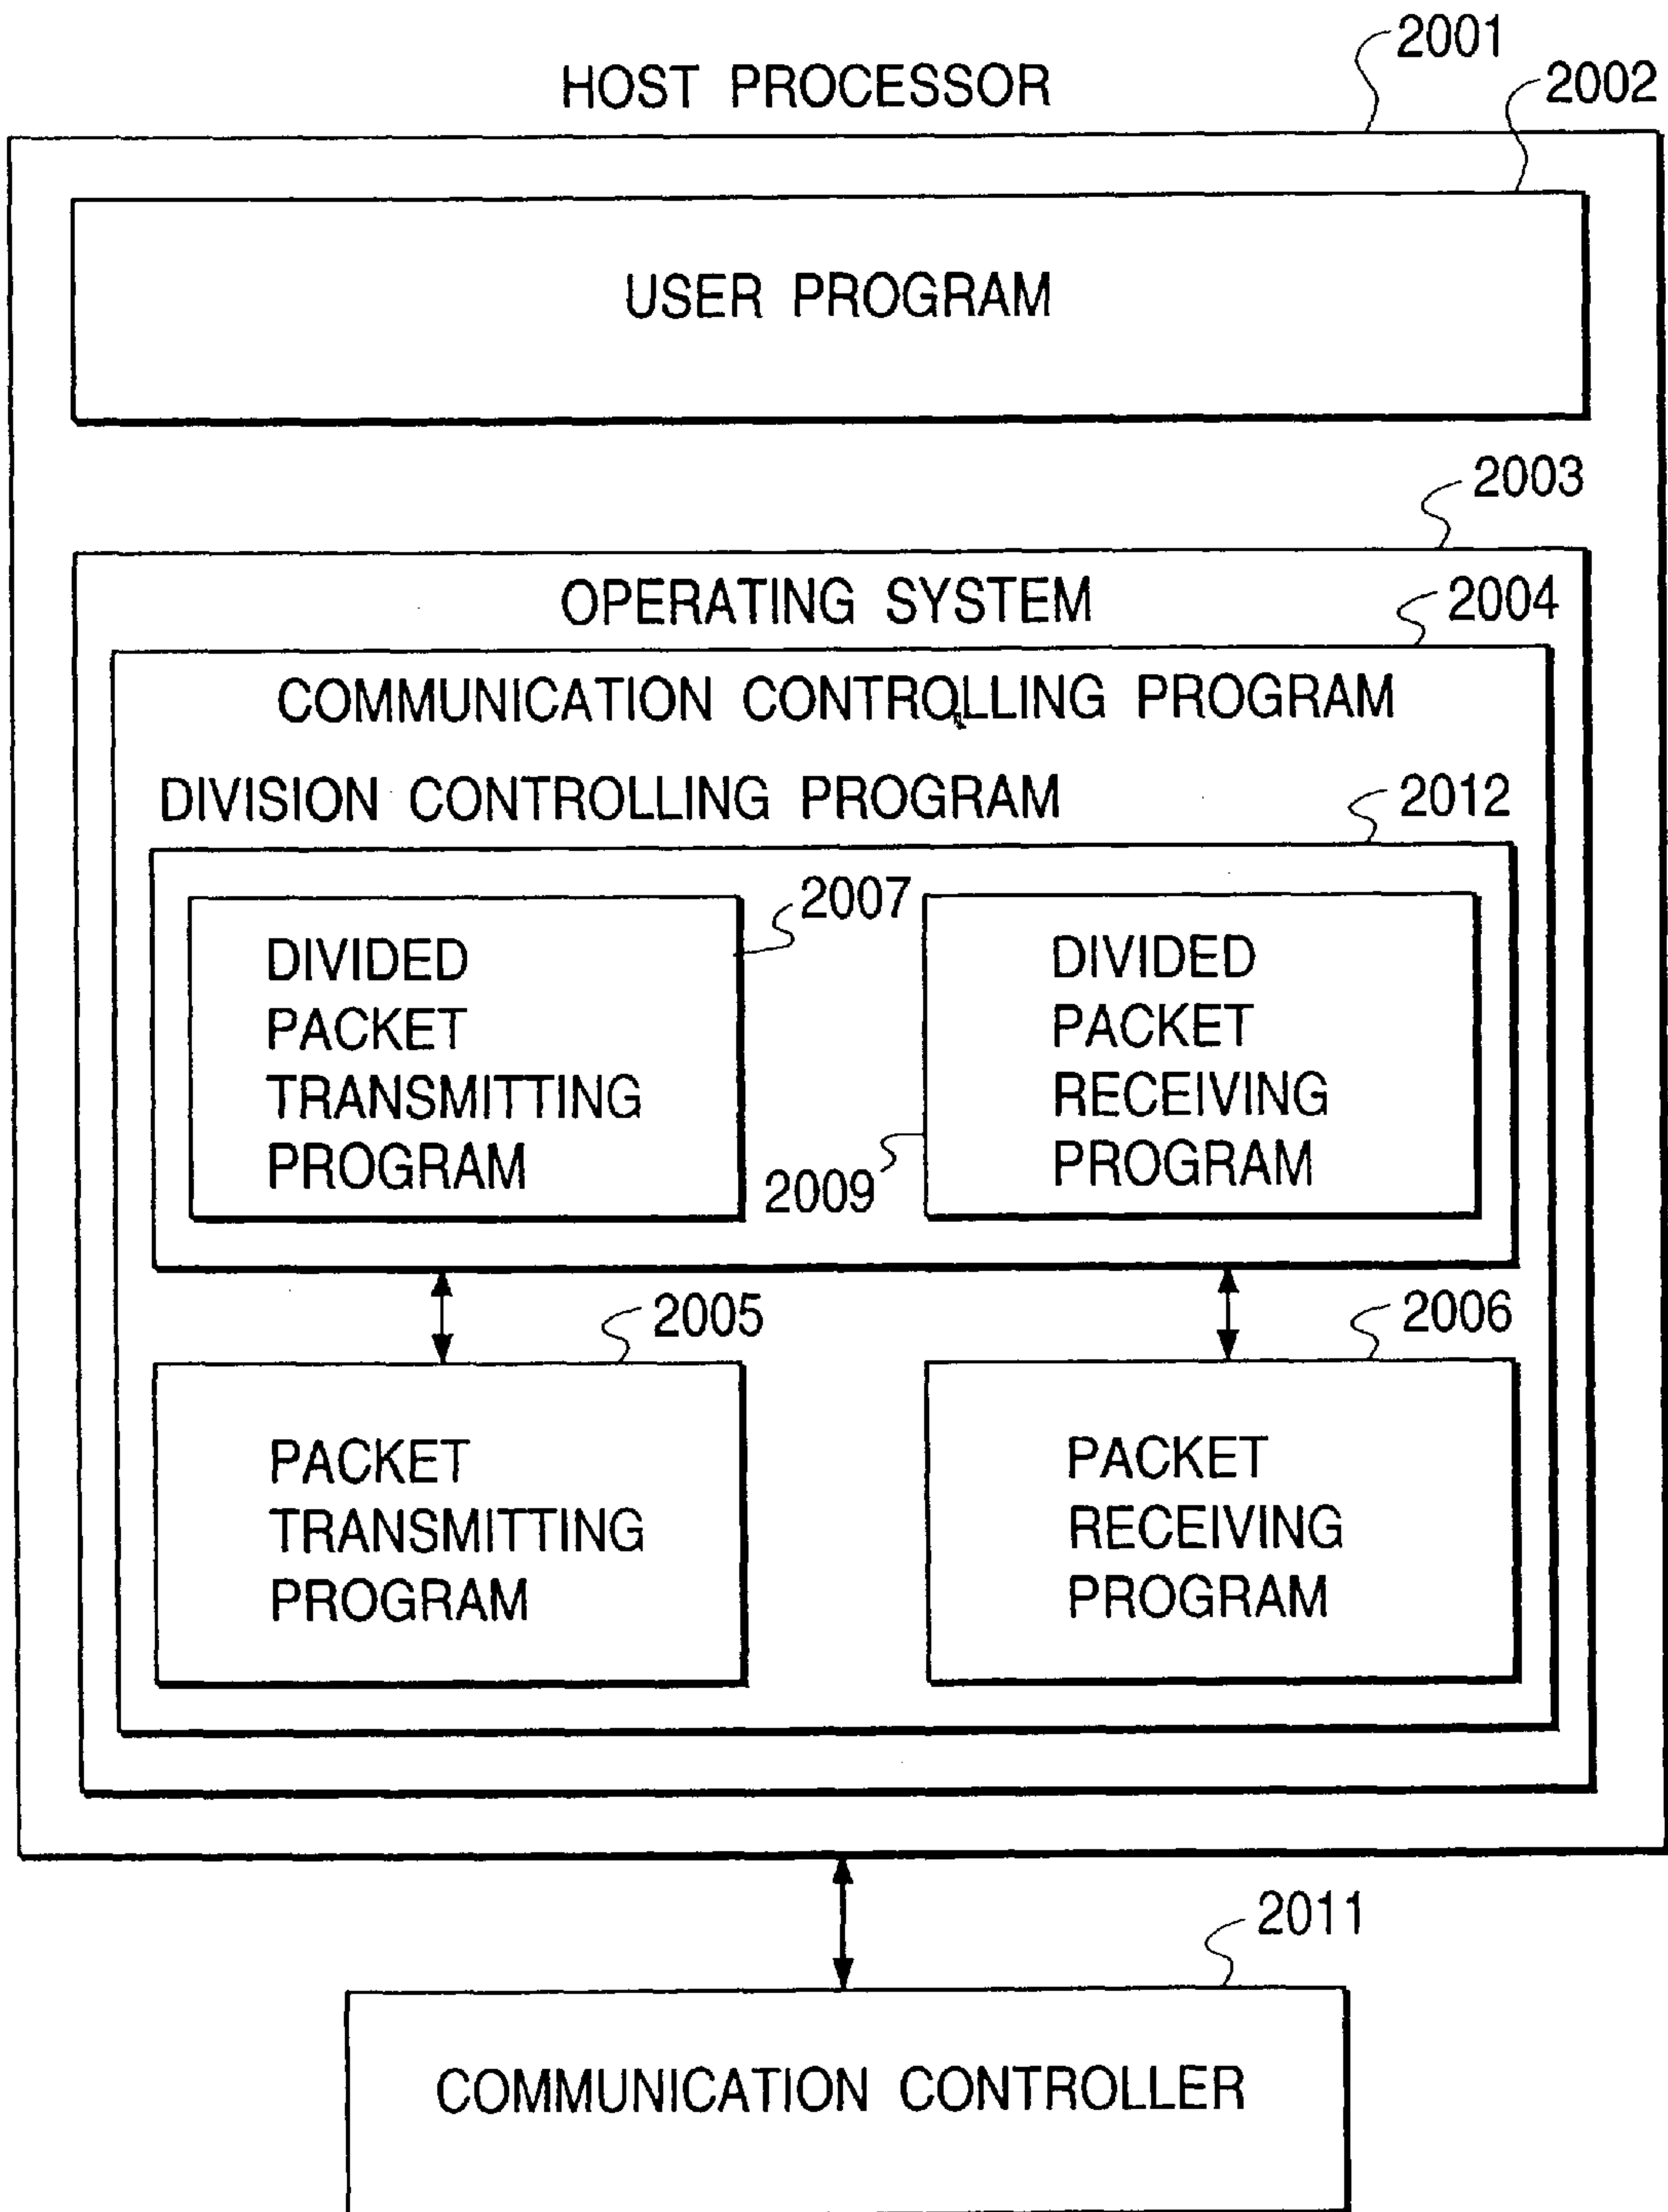 2001
HOST PROCESSOR
2002
USER PROGRAM
2003
OPERATING SYSTEM
2004
COMMUNICATION CONTROLLING PROGRAM
DIVISION CONTROLLING PROGRAM
2012
2007
DIVIDED
PACKET
TRANSMITTING
PROGRAM
DIVIDED
PACKET
RECEIVING
PROGRAM
2009
2005
2006
PACKET
TRANSMITTING
PROGRAM
PACKET
RECEIVING
PROGRAM
2011
COMMUNICATION CONTROLLER